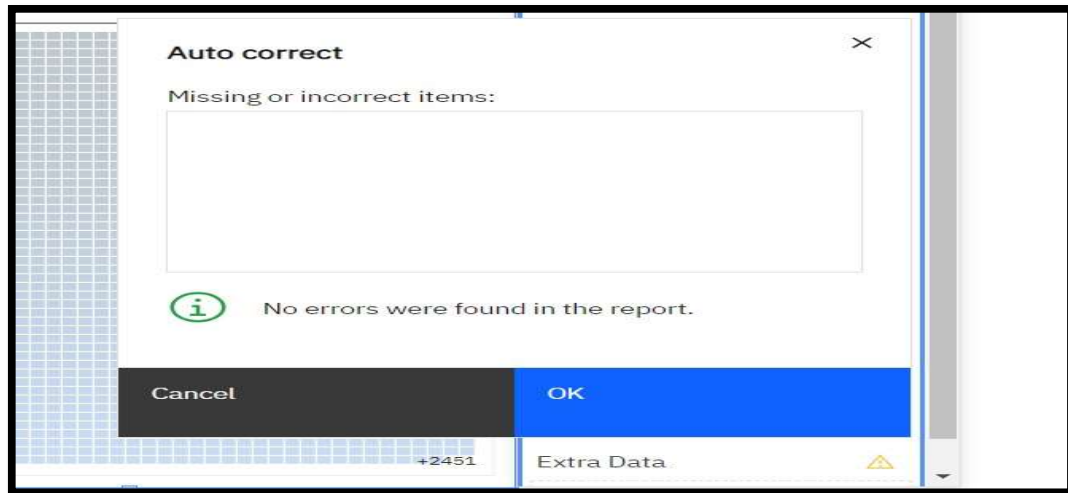 Auto correct
Missing or incorrect items:
No errors were found in the report.
Cancel
OK
+2451
Extra Data